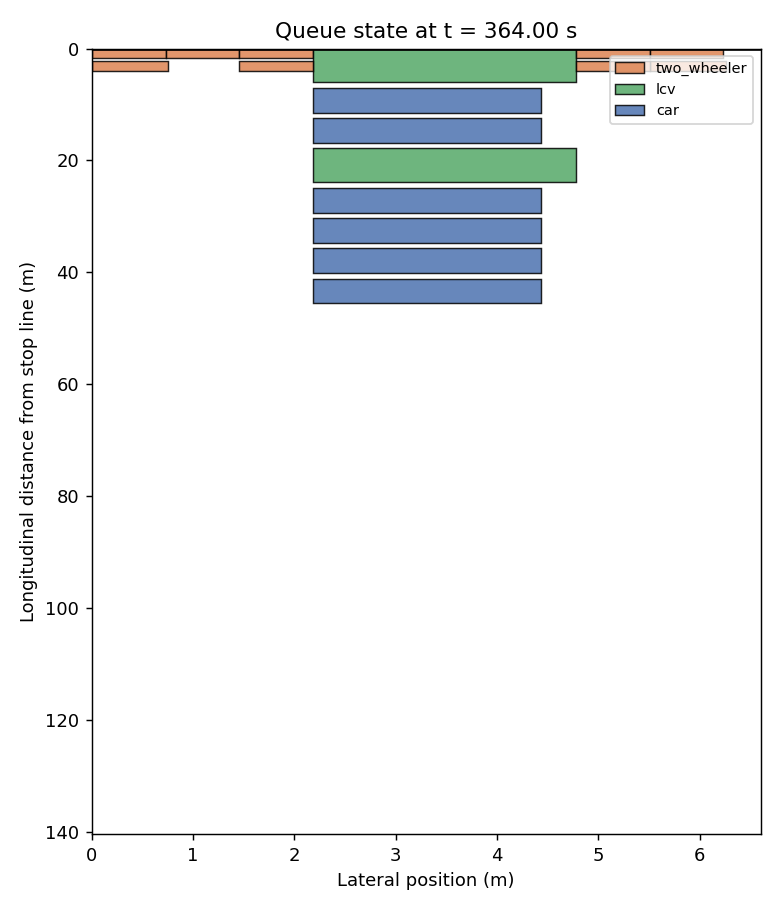 Queue state at t = 364.00 s
two_wheeler
lcv
car
0
20
40
60
80
100
120
140
Longitudinal distance from stop line (m)
0 1 2 3 4 5 6
Lateral position (m)